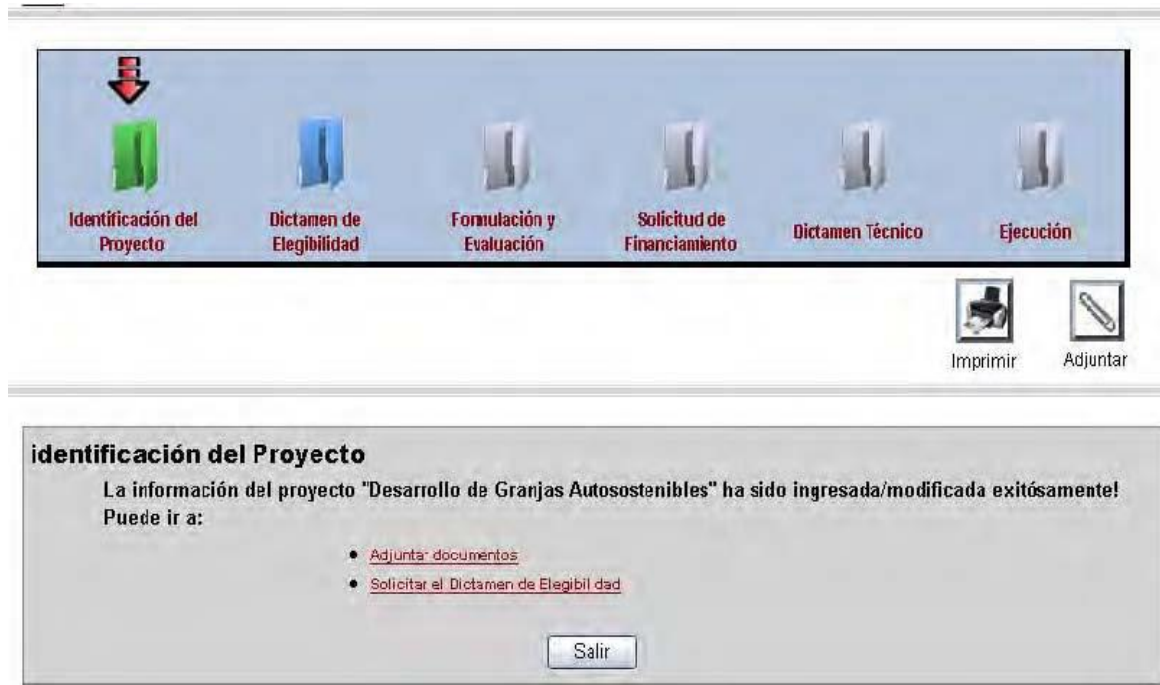 Identificación del
Proyecto
Dictamen de
Elegibilidad
Formulación y
Evaluación
Solicitud de
Financiamiento
Dictamen Técnico
Ejecución
Imprimir
Adjuntar
identificación del Proyecto
La información del proyecto "Desarrollo de Granjas Autosostenibles" ha sido ingresada/modificada exitósamente!
Puede ir a:
Adjuntar documentos
Solicitar el Dictamen de Elegibilidad
Salir